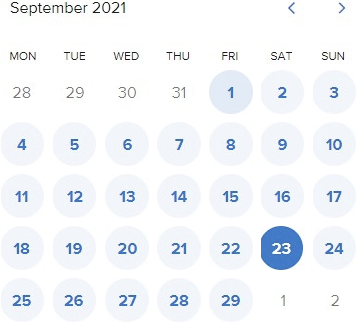 September 2021
MON TUE WED THU FRI SAT SUN
28 29 30 31 1 2 3
4 5 6 7 8 9 10
11 12 13 14 15 16 17
18 19 20 21 22 23 24
25 26 27 28 29 1 2